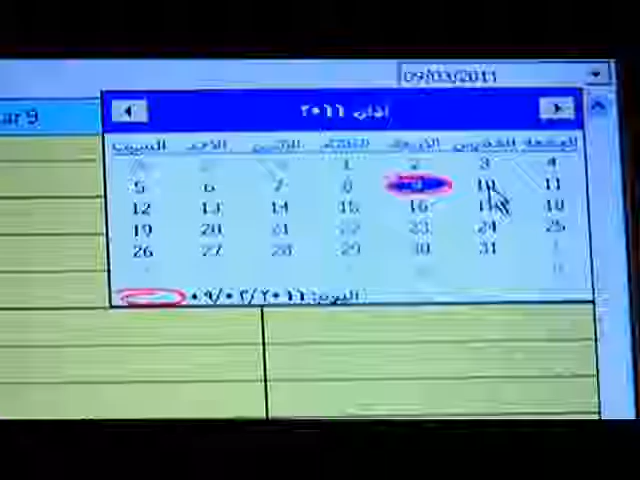 09/03/2011
ar 9
آذار، ٢٠١١
السبت الأحد الاثنين الثلاثاء الأربعاء الخميس الجمعة
1 2 3 4
5 6 7 8 9 10 11
12 13 14 15 16 17 18
19 20 21 22 23 24 25
26 27 28 29 30 31
اليوم: ٠٩/٠٣/٢٠١١